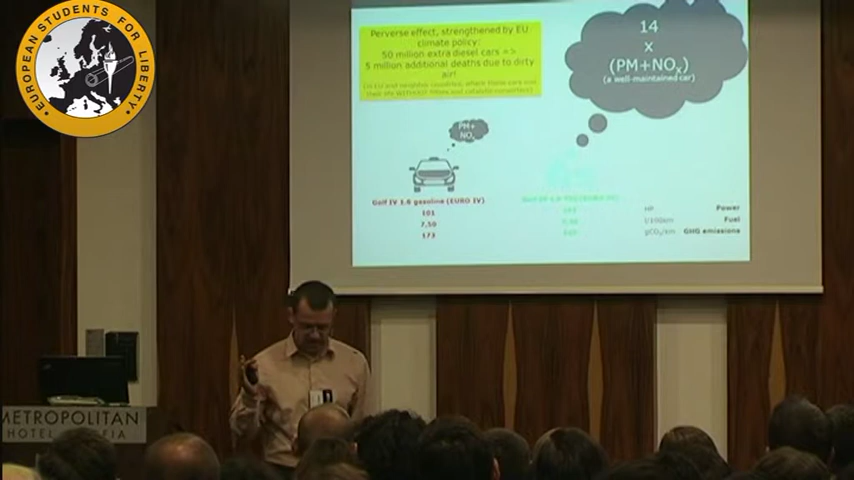 EUROPEAN STUDENTS FOR LIBERTY
Perverse effect, strengthened by EU
climate policy:
50 million extra diesel cars =>
5 million additional deaths due to dirty
air!
14
x
(PM+NOx)
(a well-maintained car)
PM+
NOx
Golf IV 1.6 gasoline (EURO IV)
101
7,50
173
HP Power
l/100km Fuel
gCO₂/km GHG emissions
METROPOLITAN
HOTEL